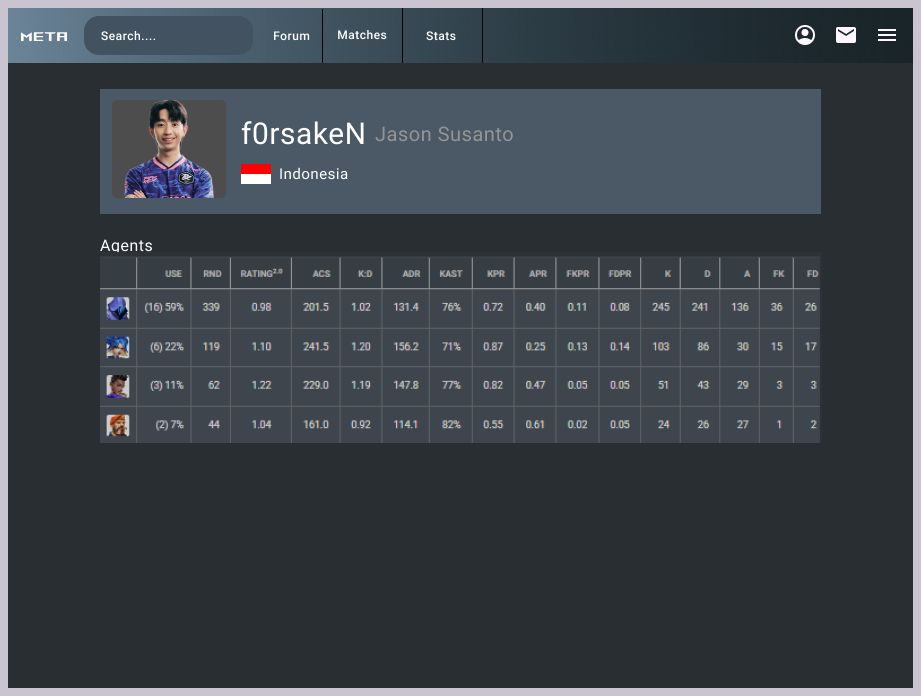 META Search.... Forum Matches Stats
f0rsakeN Jason Susanto
Indonesia
Agents
USE RND RATING2.0 ACS K:D ADR KAST KPR APR FKPR FDPR K D A FK FD
(16) 59% 339 0.98 201.5 1.02 131.4 76% 0.72 0.40 0.11 0.08 245 241 136 36 26
(6) 22% 119 1.10 241.5 1.20 156.2 71% 0.87 0.25 0.13 0.14 103 86 30 15 17
(3) 11% 62 1.22 229.0 1.19 147.8 77% 0.82 0.47 0.05 0.05 51 43 29 3 3
(2) 7% 44 1.04 161.0 0.92 114.1 82% 0.55 0.61 0.02 0.05 24 26 27 1 2